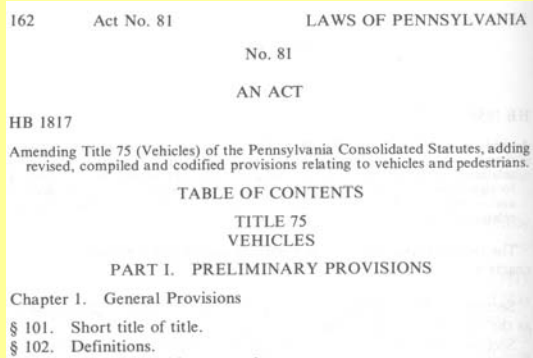 162 Act No. 81 LAWS OF PENNSYLVANIA
No. 81
AN ACT
HB 1817
Amending Title 75 (Vehicles) of the Pennsylvania Consolidated Statutes, adding
revised, compiled and codified provisions relating to vehicles and pedestrians.
TABLE OF CONTENTS
TITLE 75
VEHICLES
PART I. PRELIMINARY PROVISIONS
Chapter 1. General Provisions
§ 101. Short title of title.
§ 102. Definitions.